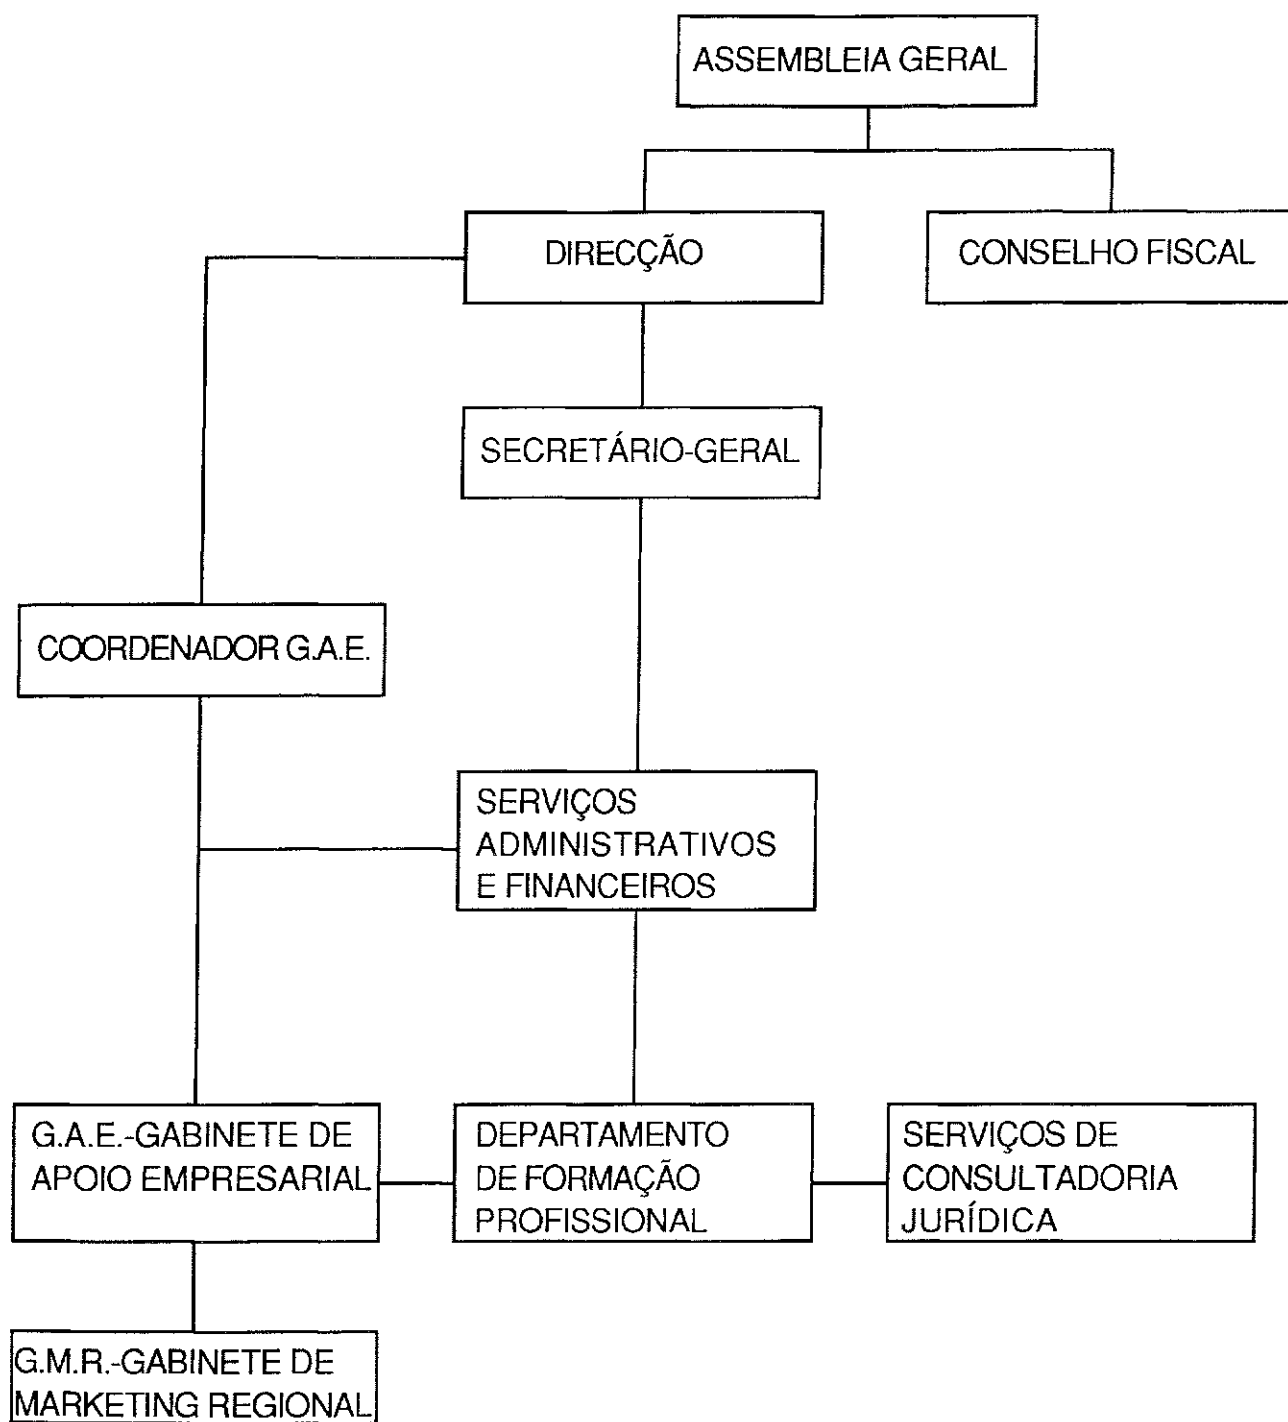 ASSEMBLEIA GERAL
DIRECÇÃO
CONSELHO FISCAL
SECRETÁRIO-GERAL
COORDENADOR G.A.E.
SERVIÇOS
ADMINISTRATIVOS
E FINANCEIROS
G.A.E.-GABINETE DE
APOIO EMPRESARIAL
DEPARTAMENTO
DE FORMAÇÃO
PROFISSIONAL
SERVIÇOS DE
CONSULTADORIA
JURÍDICA
G.M.R.-GABINETE DE
MARKETING REGIONAL